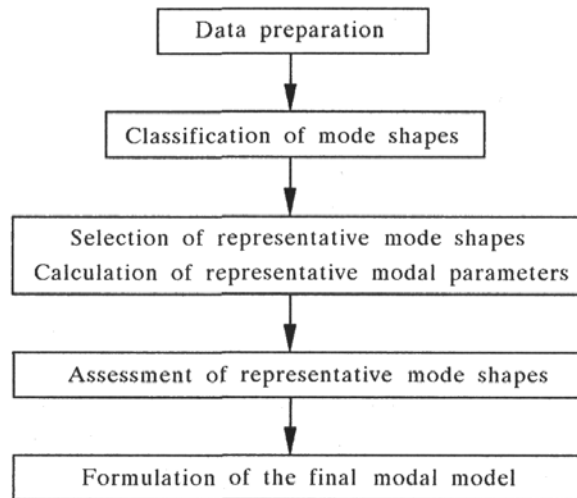 Data preparation
Classification of mode shapes
Selection of representative mode shapes
Calculation of representative modal parameters
Assessment of representative mode shapes
Formulation of the final modal model